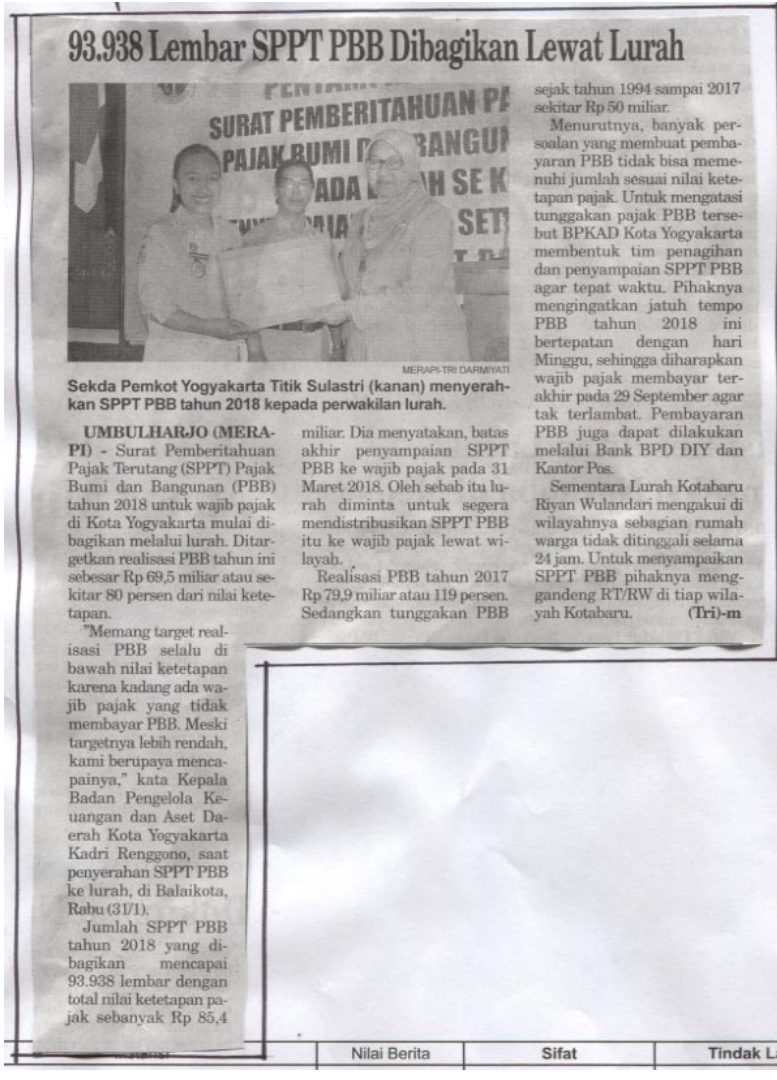 93.938 Lembar SPPT PBB Dibagikan Lewat Lurah
SURAT PEMBERITAHUAN PA
PAJAK BUMI D BANGUN
ADA H SE K
SET
MERAPI-TRI DARMIYATI
Sekda Pemkot Yogyakarta Titik Sulastri (kanan) menyerah-
kan SPPT PBB tahun 2018 kepada perwakilan lurah.
UMBULHARJO (MERA-
PI) - Surat Pemberitahuan
Pajak Terutang (SPPT) Pajak
Bumi dan Bangunan (PBB)
tahun 2018 untuk wajib pajak
di Kota Yogyakarta mulai di-
bagikan melalui lurah. Ditar-
getkan realisasi PBB tahun ini
sebesar Rp 69,5 miliar atau se-
kitar 80 persen dari nilai kete-
tapan.
"Memang target real-
isasi PBB selalu di
bawah nilai ketetapan
karena kadang ada wa-
jib pajak yang tidak
membayar PBB. Meski
targetnya lebih rendah,
kami berupaya menca-
painya," kata Kepala
Badan Pengelola Ke-
uangan dan Aset Da-
erah Kota Yogyakarta
Kadri Renggono, saat
penyerahan SPPT PBB
ke lurah, di Balaikota,
Rabu (31/1).
Jumlah SPPT PBB
tahun 2018 yang di-
bagikan mencapai
93.938 lembar dengan
total nilai ketetapan pa-
jak sebanyak Rp 85,4
miliar. Dia menyatakan, batas
akhir penyampaian SPPT
PBB ke wajib pajak pada 31
Maret 2018. Oleh sebab itu lu-
rah diminta untuk segera
mendistribusikan SPPT PBB
itu ke wajib pajak lewat wi-
layah.
Realisasi PBB tahun 2017
Rp 79,9 miliar atau 119 persen.
Sedangkan tunggakan PBB
sejak tahun 1994 sampai 2017
sekitar Rp 50 miliar.
Menurutnya, banyak per-
soalan yang membuat pemba-
yaran PBB tidak bisa meme-
nuhi jumlah sesuai nilai kete-
tapan pajak. Untuk mengatasi
tunggakan pajak PBB terse-
but BPKAD Kota Yogyakarta
membentuk tim penagihan
dan penyampaian SPPT PBB
agar tepat waktu. Pihaknya
mengingatkan jatuh tempo
PBB tahun 2018 ini
bertepatan dengan hari
Minggu, sehingga diharapkan
wajib pajak membayar ter-
akhir pada 29 September agar
tak terlambat. Pembayaran
PBB juga dapat dilakukan
melalui Bank BPD DIY dan
Kantor Pos.
Sementara Lurah Kotabaru
Riyan Wulandari mengakui di
wilayahnya sebagian rumah
warga tidak ditinggali selama
24 jam. Untuk menyampaikan
SPPT PBB pihaknya meng-
gandeng RT/RW di tiap wila-
yah Kotabaru. (Tri)-m
Nilai Berita
Sifat
Tindak La